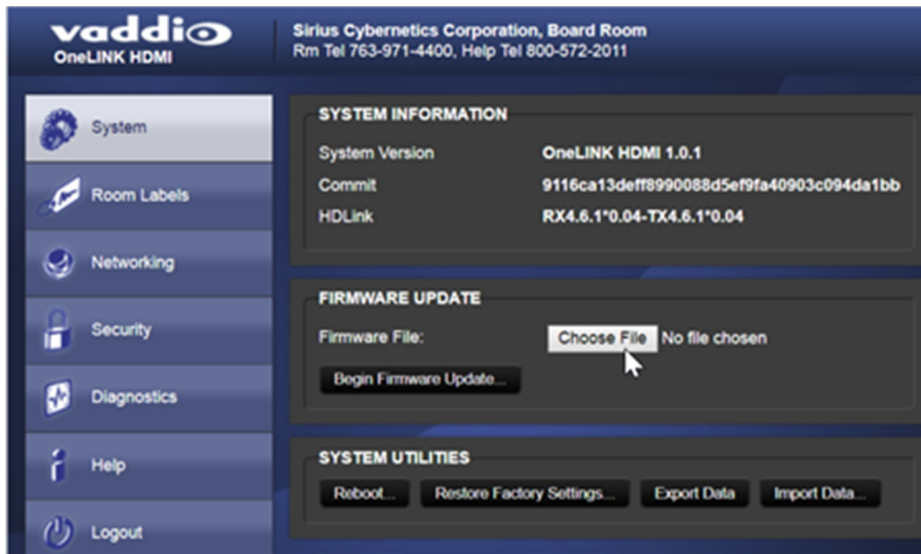 vaddio
OneLINK HDMI
Sirius Cybernetics Corporation, Board Room
Rm Tel 763-971-4400, Help Tel 800-572-2011
System
Room Labels
Networking
Security
Diagnostics
Help
Logout
SYSTEM INFORMATION
System Version OneLINK HDMI 1.0.1
Commit 9116ca13deff8990088d5ef9fa40903c094da1bb
HDLink RX4.6.1*0.04-TX4.6.1*0.04
FIRMWARE UPDATE
Firmware File: Choose File No file chosen
Begin Firmware Update...
SYSTEM UTILITIES
Reboot... Restore Factory Settings... Export Data Import Data...